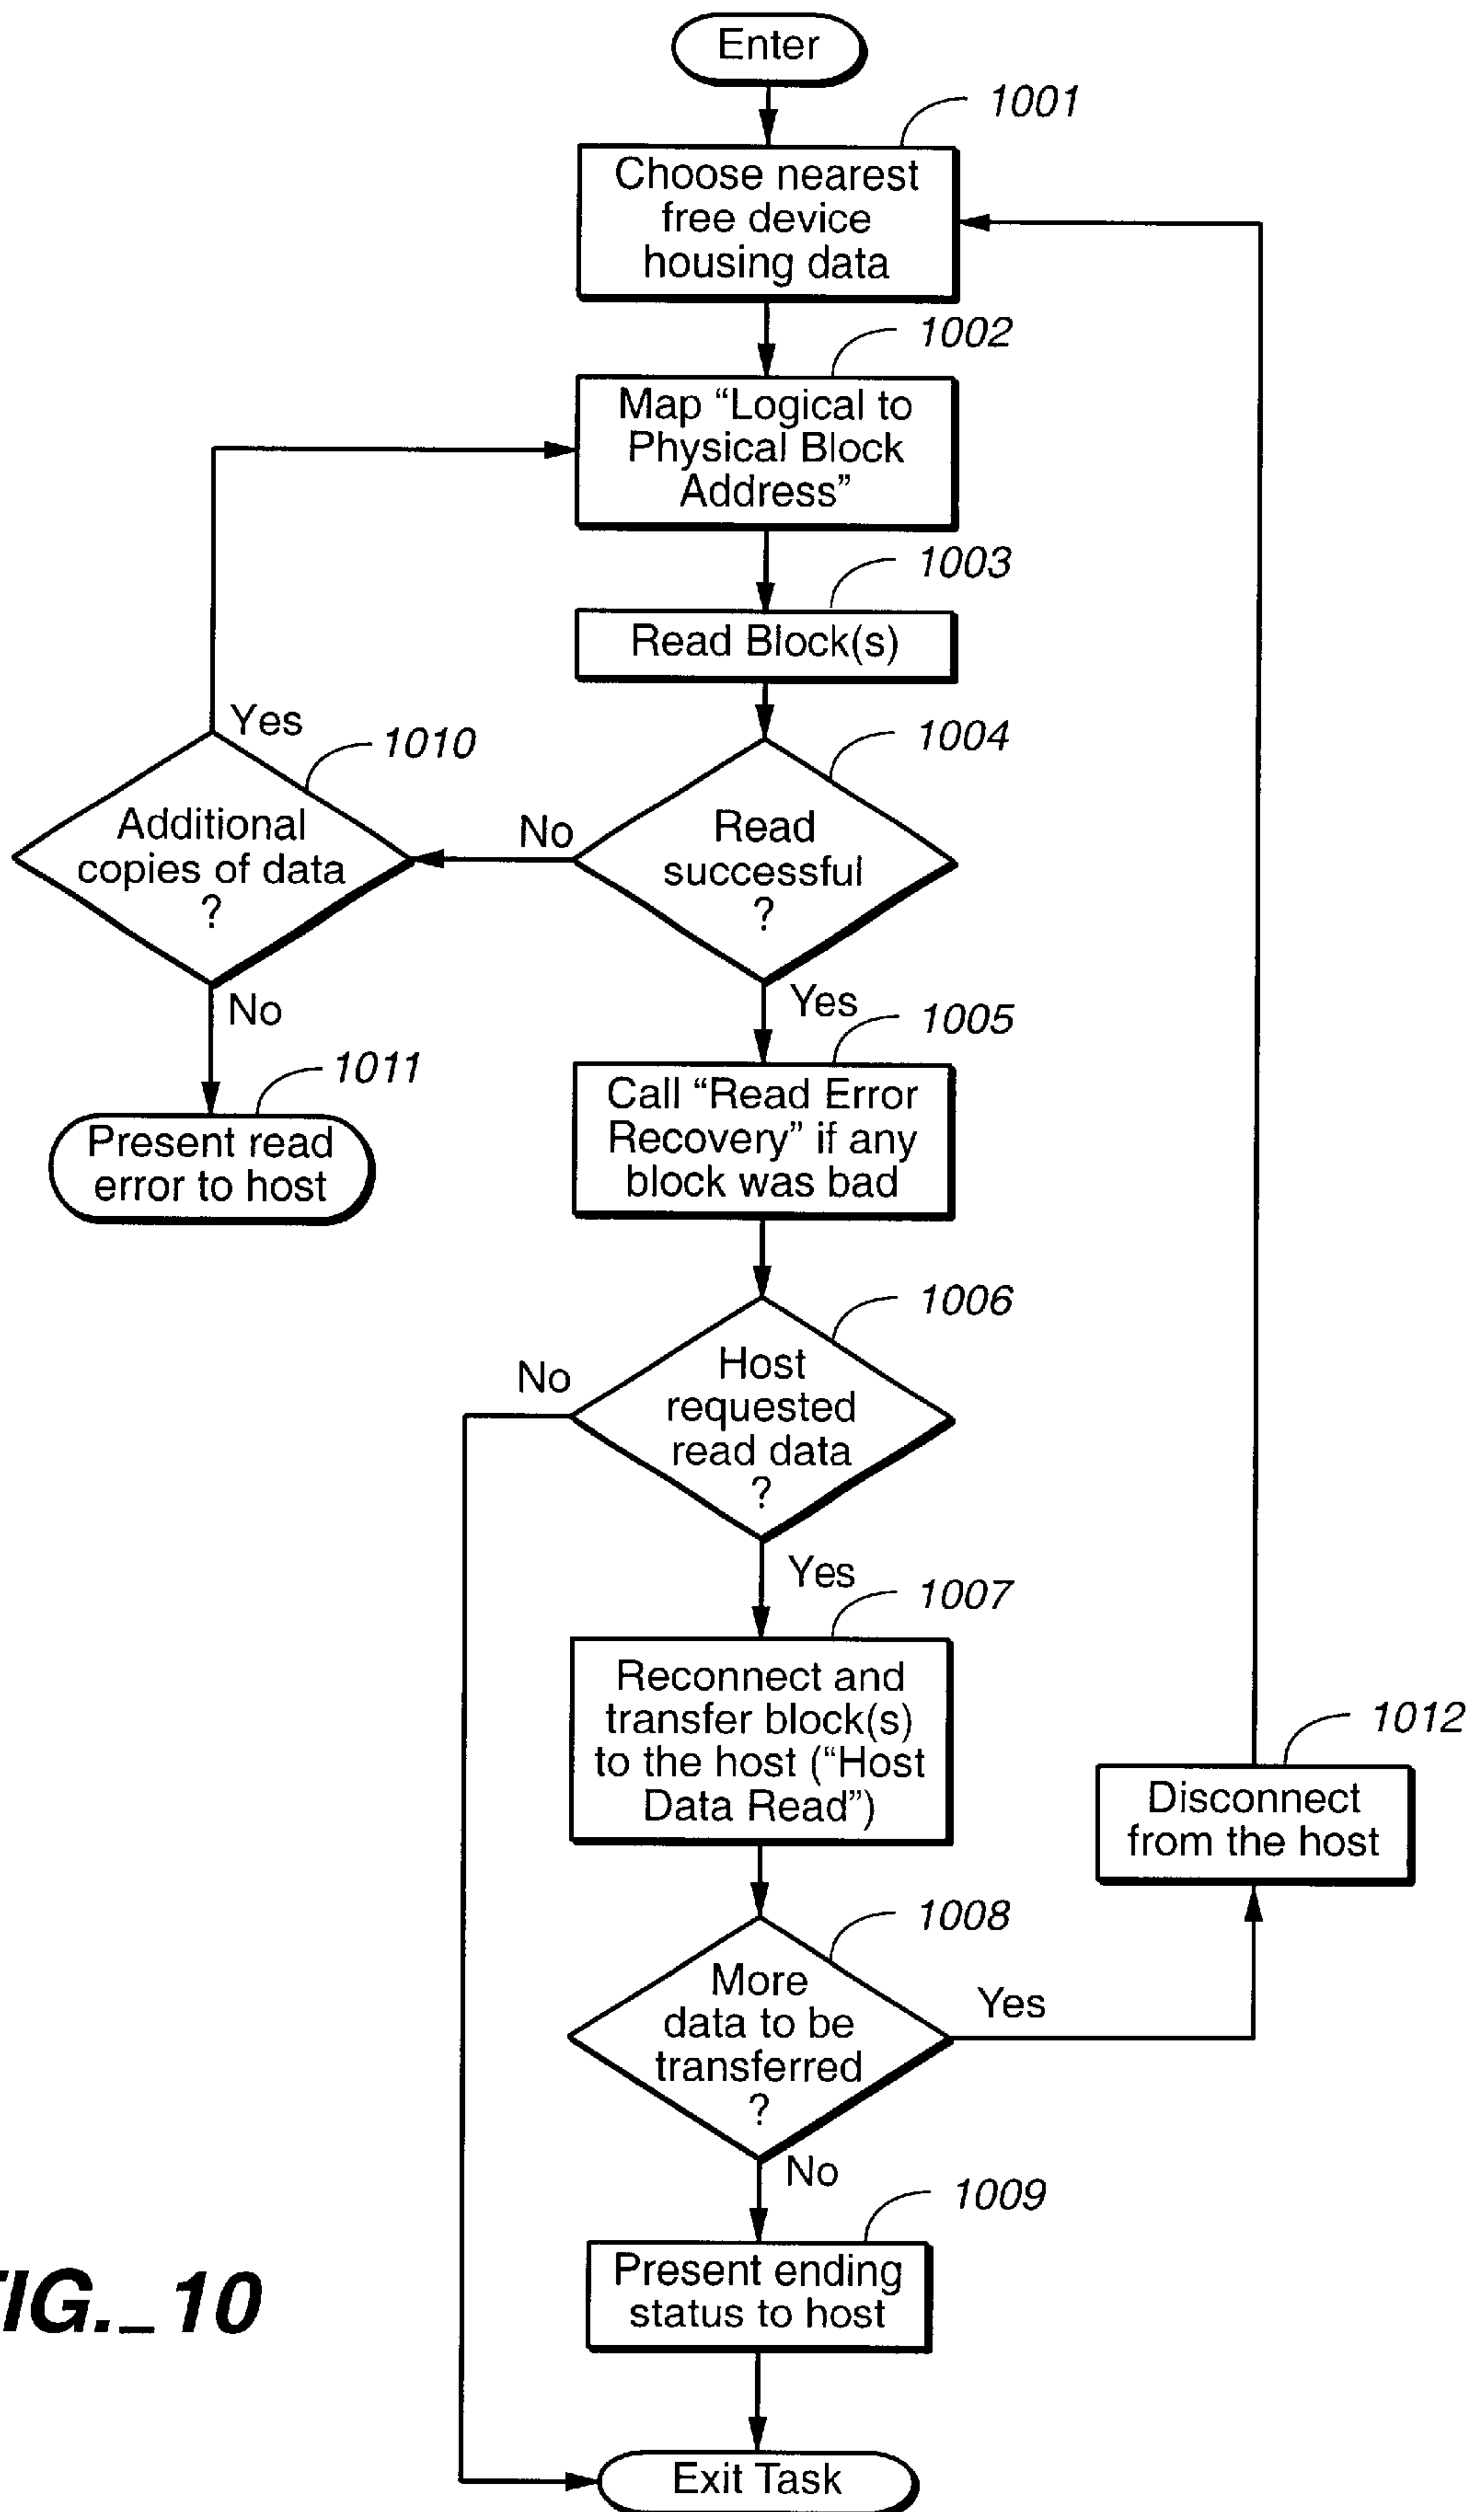 Enter
1001
Choose nearest
free device
housing data
1002
Map “Logical to
Physical Block
Address”
1003
Read Block(s)
Yes
1010
1004
Additional
copies of data
?
No
Read
successful
?
No
Yes
1005
1011
Present read
error to host
Call “Read Error
Recovery” if any
block was bad
1006
No
Host
requested
read data
?
Yes
1007
Reconnect and
transfer block(s)
to the host (“Host
Data Read”)
1012
Disconnect
from the host
1008
More
data to be
transferred
?
Yes
No
1009
Present ending
status to host
FIG._10
Exit Task